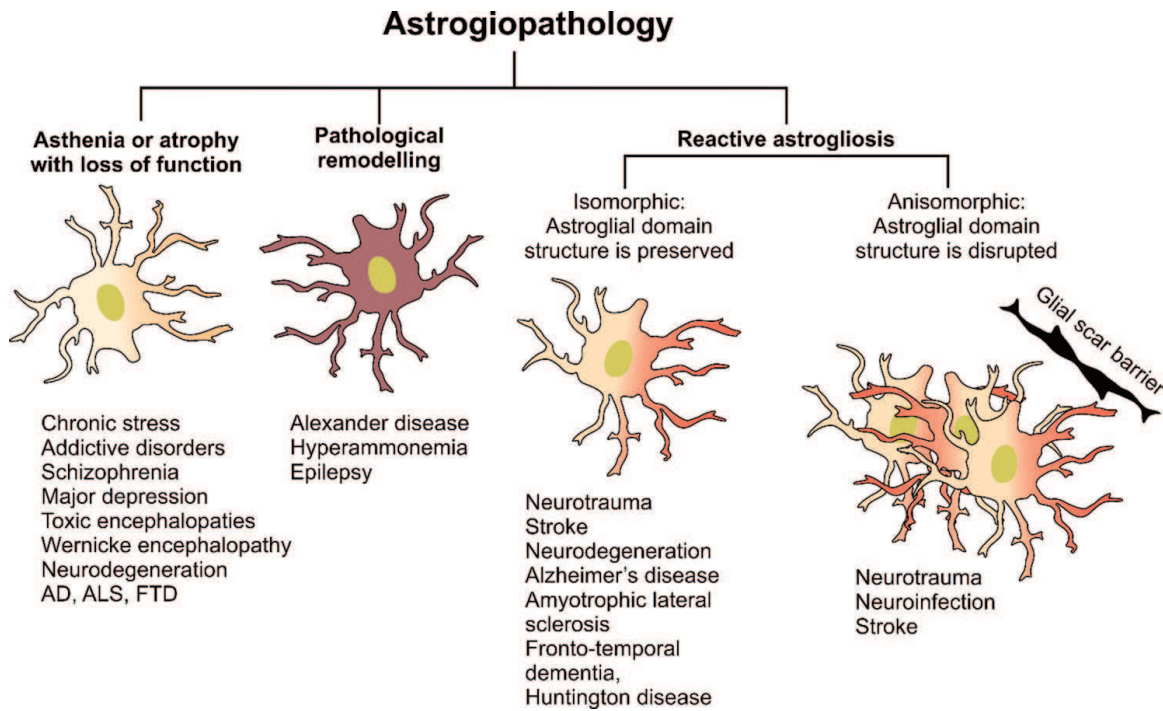 Astrogiopathology
Asthenia or atrophy
with loss of function
Pathological
remodelling
Reactive astrogliosis
Isomorphic:
Astroglial domain
structure is preserved
Anisomorphic:
Astroglial domain
structure is disrupted
Glial scar barrier
Chronic stress
Addictive disorders
Schizophrenia
Major depression
Toxic encephalopaties
Wernicke encephalopathy
Neurodegeneration
AD, ALS, FTD
Alexander disease
Hyperammonemia
Epilepsy
Neurotrauma
Stroke
Neurodegeneration
Alzheimer's disease
Amyotrophic lateral
sclerosis
Fronto-temporal
dementia,
Huntington disease
Neurotrauma
Neuroinfection
Stroke